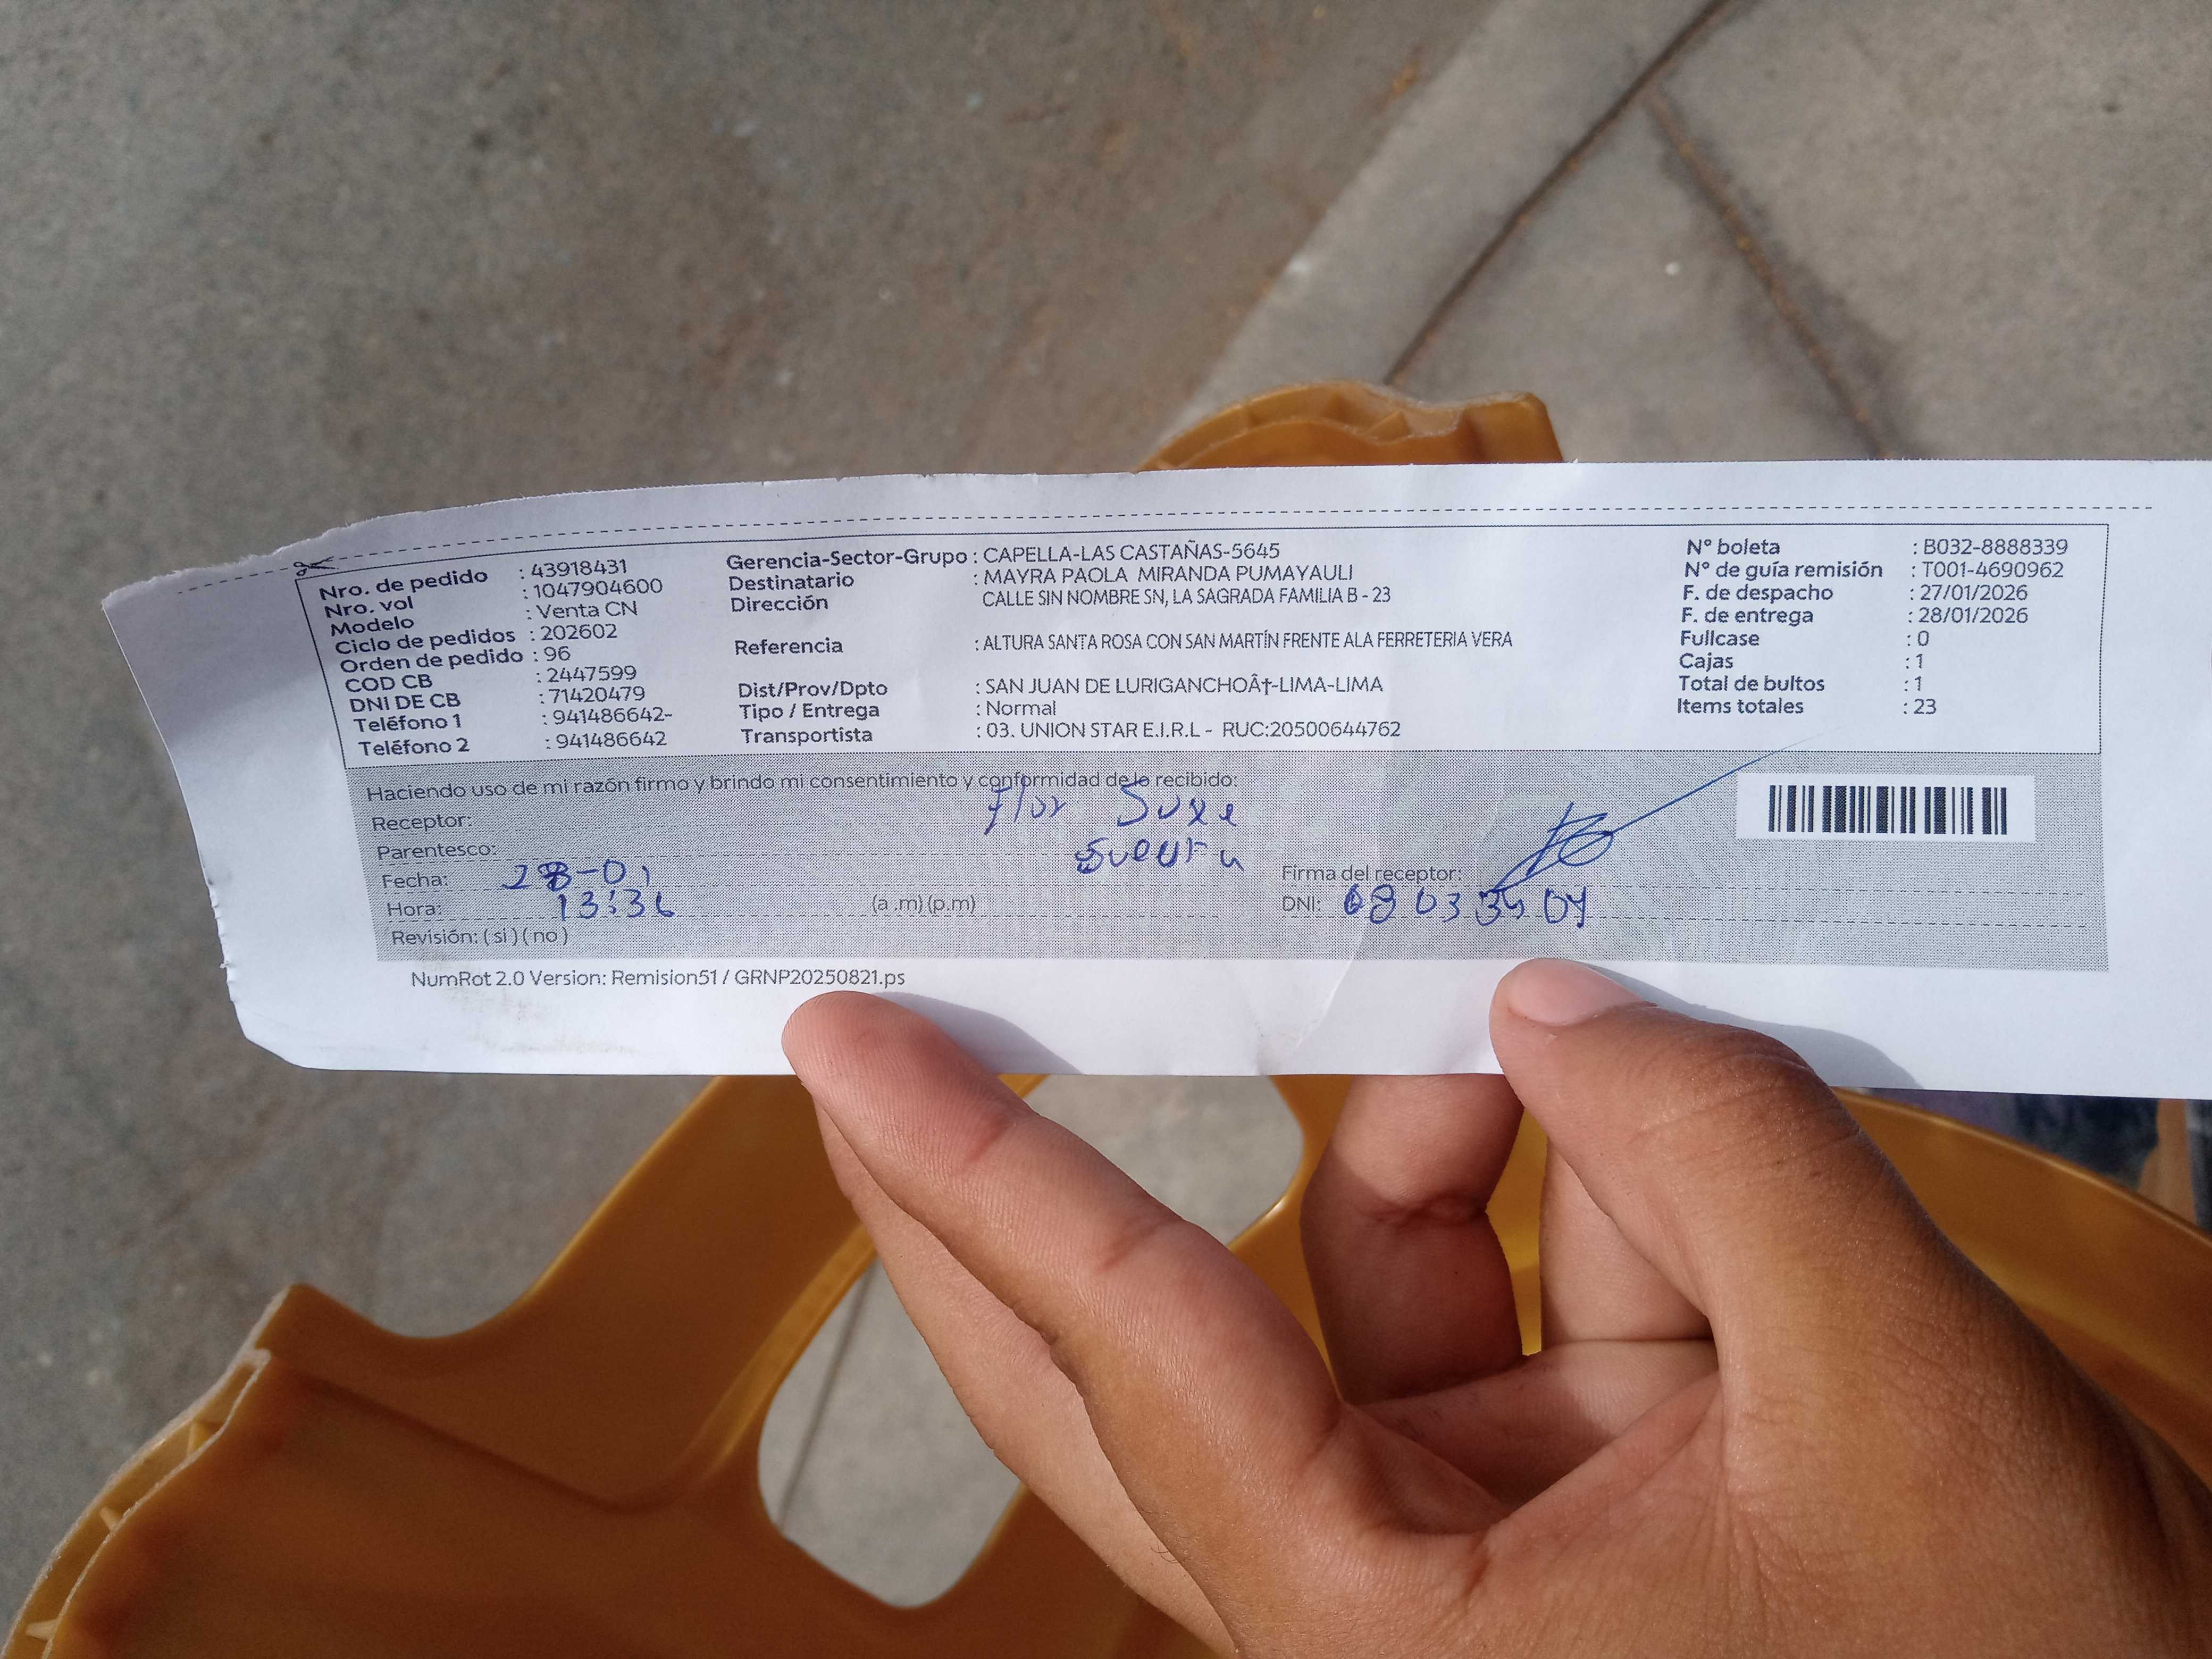 Nro. de pedido : 43918431
Nro. vol : 1047904600
Modelo : Venta CN
Ciclo de pedidos : 202602
Orden de pedido : 96
COD CB : 2447599
DNI DE CB : 71420479
Teléfono 1 : 941486642-
Teléfono 2 : 941486642
Gerencia-Sector-Grupo : CAPELLA-LAS CASTAÑAS-5645
Destinatario : MAYRA PAOLA MIRANDA PUMAYAULI
Dirección CALLE SIN NOMBRE SN, LA SAGRADA FAMILIA B - 23
Referencia : ALTURA SANTA ROSA CON SAN MARTÍN FRENTE ALA FERRETERIA VERA
Dist/Prov/Dpto : SAN JUAN DE LURIGANCHOÂ†-LIMA-LIMA
Tipo / Entrega : Normal
Transportista : 03. UNION STAR E.I.R.L - RUC:20500644762
N° boleta : B032-8888339
N° de guía remisión : T001-4690962
F. de despacho : 27/01/2026
F. de entrega : 28/01/2026
Fullcase : 0
Cajas : 1
Total de bultos : 1
Items totales : 23
Haciendo uso de mi razón firmo y brindo mi consentimiento y conformidad de lo recibido:
Receptor: Flor Suxe
Parentesco: Suegra
Fecha: 28-01
Hora: 13:36 (a .m) (p.m)
Revisión: ( si ) ( no )
Firma del receptor:
DNI:
NumRot 2.0 Version: Remision51 / GRNP20250821.ps